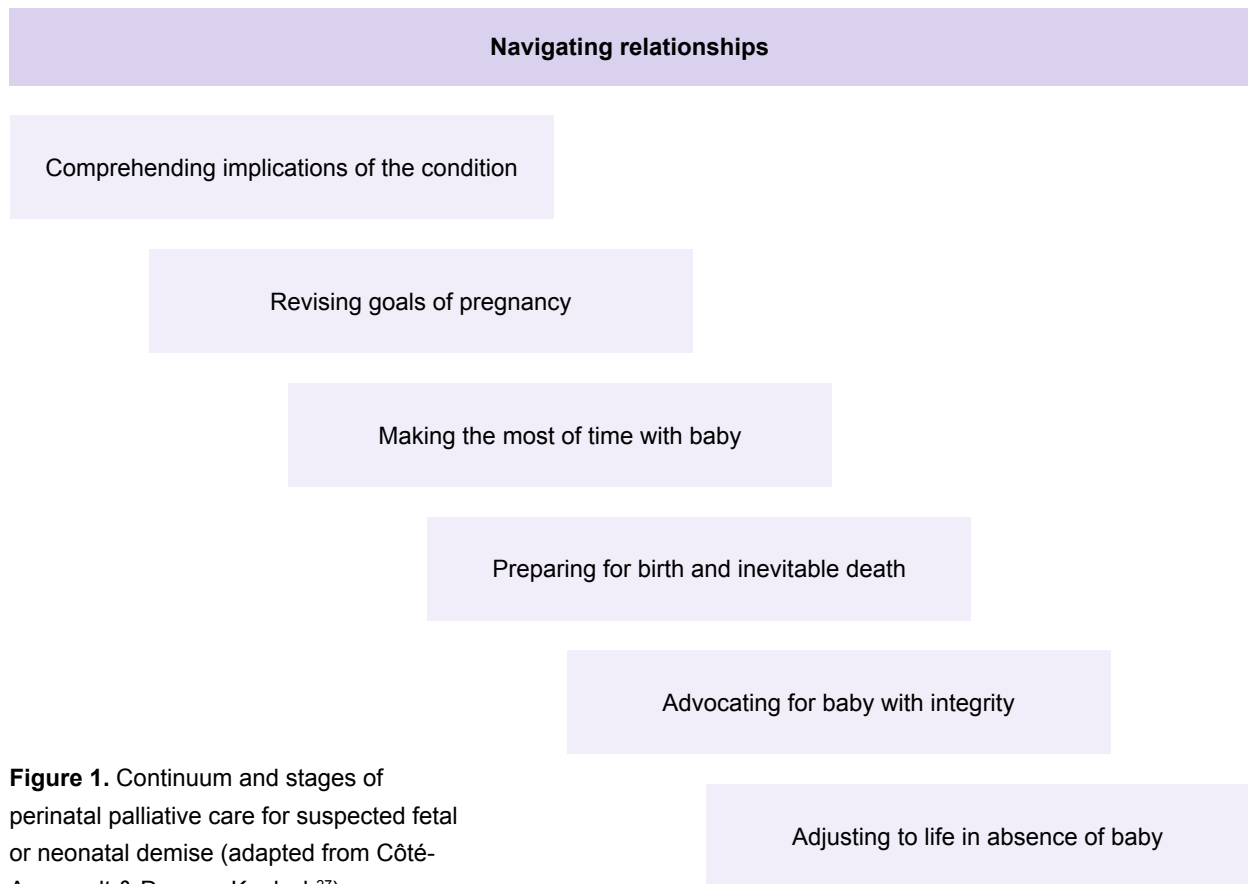 Navigating relationships
Comprehending implications of the condition
Revising goals of pregnancy
Making the most of time with baby
Preparing for birth and inevitable death
Advocating for baby with integrity
Figure 1. Continuum and stages of
perinatal palliative care for suspected fetal
or neonatal demise (adapted from Côté-
Adjusting to life in absence of baby